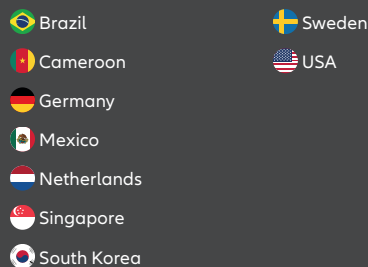 Brazil
Cameroon
Germany
Mexico
Netherlands
Singapore
South Korea
Sweden
USA